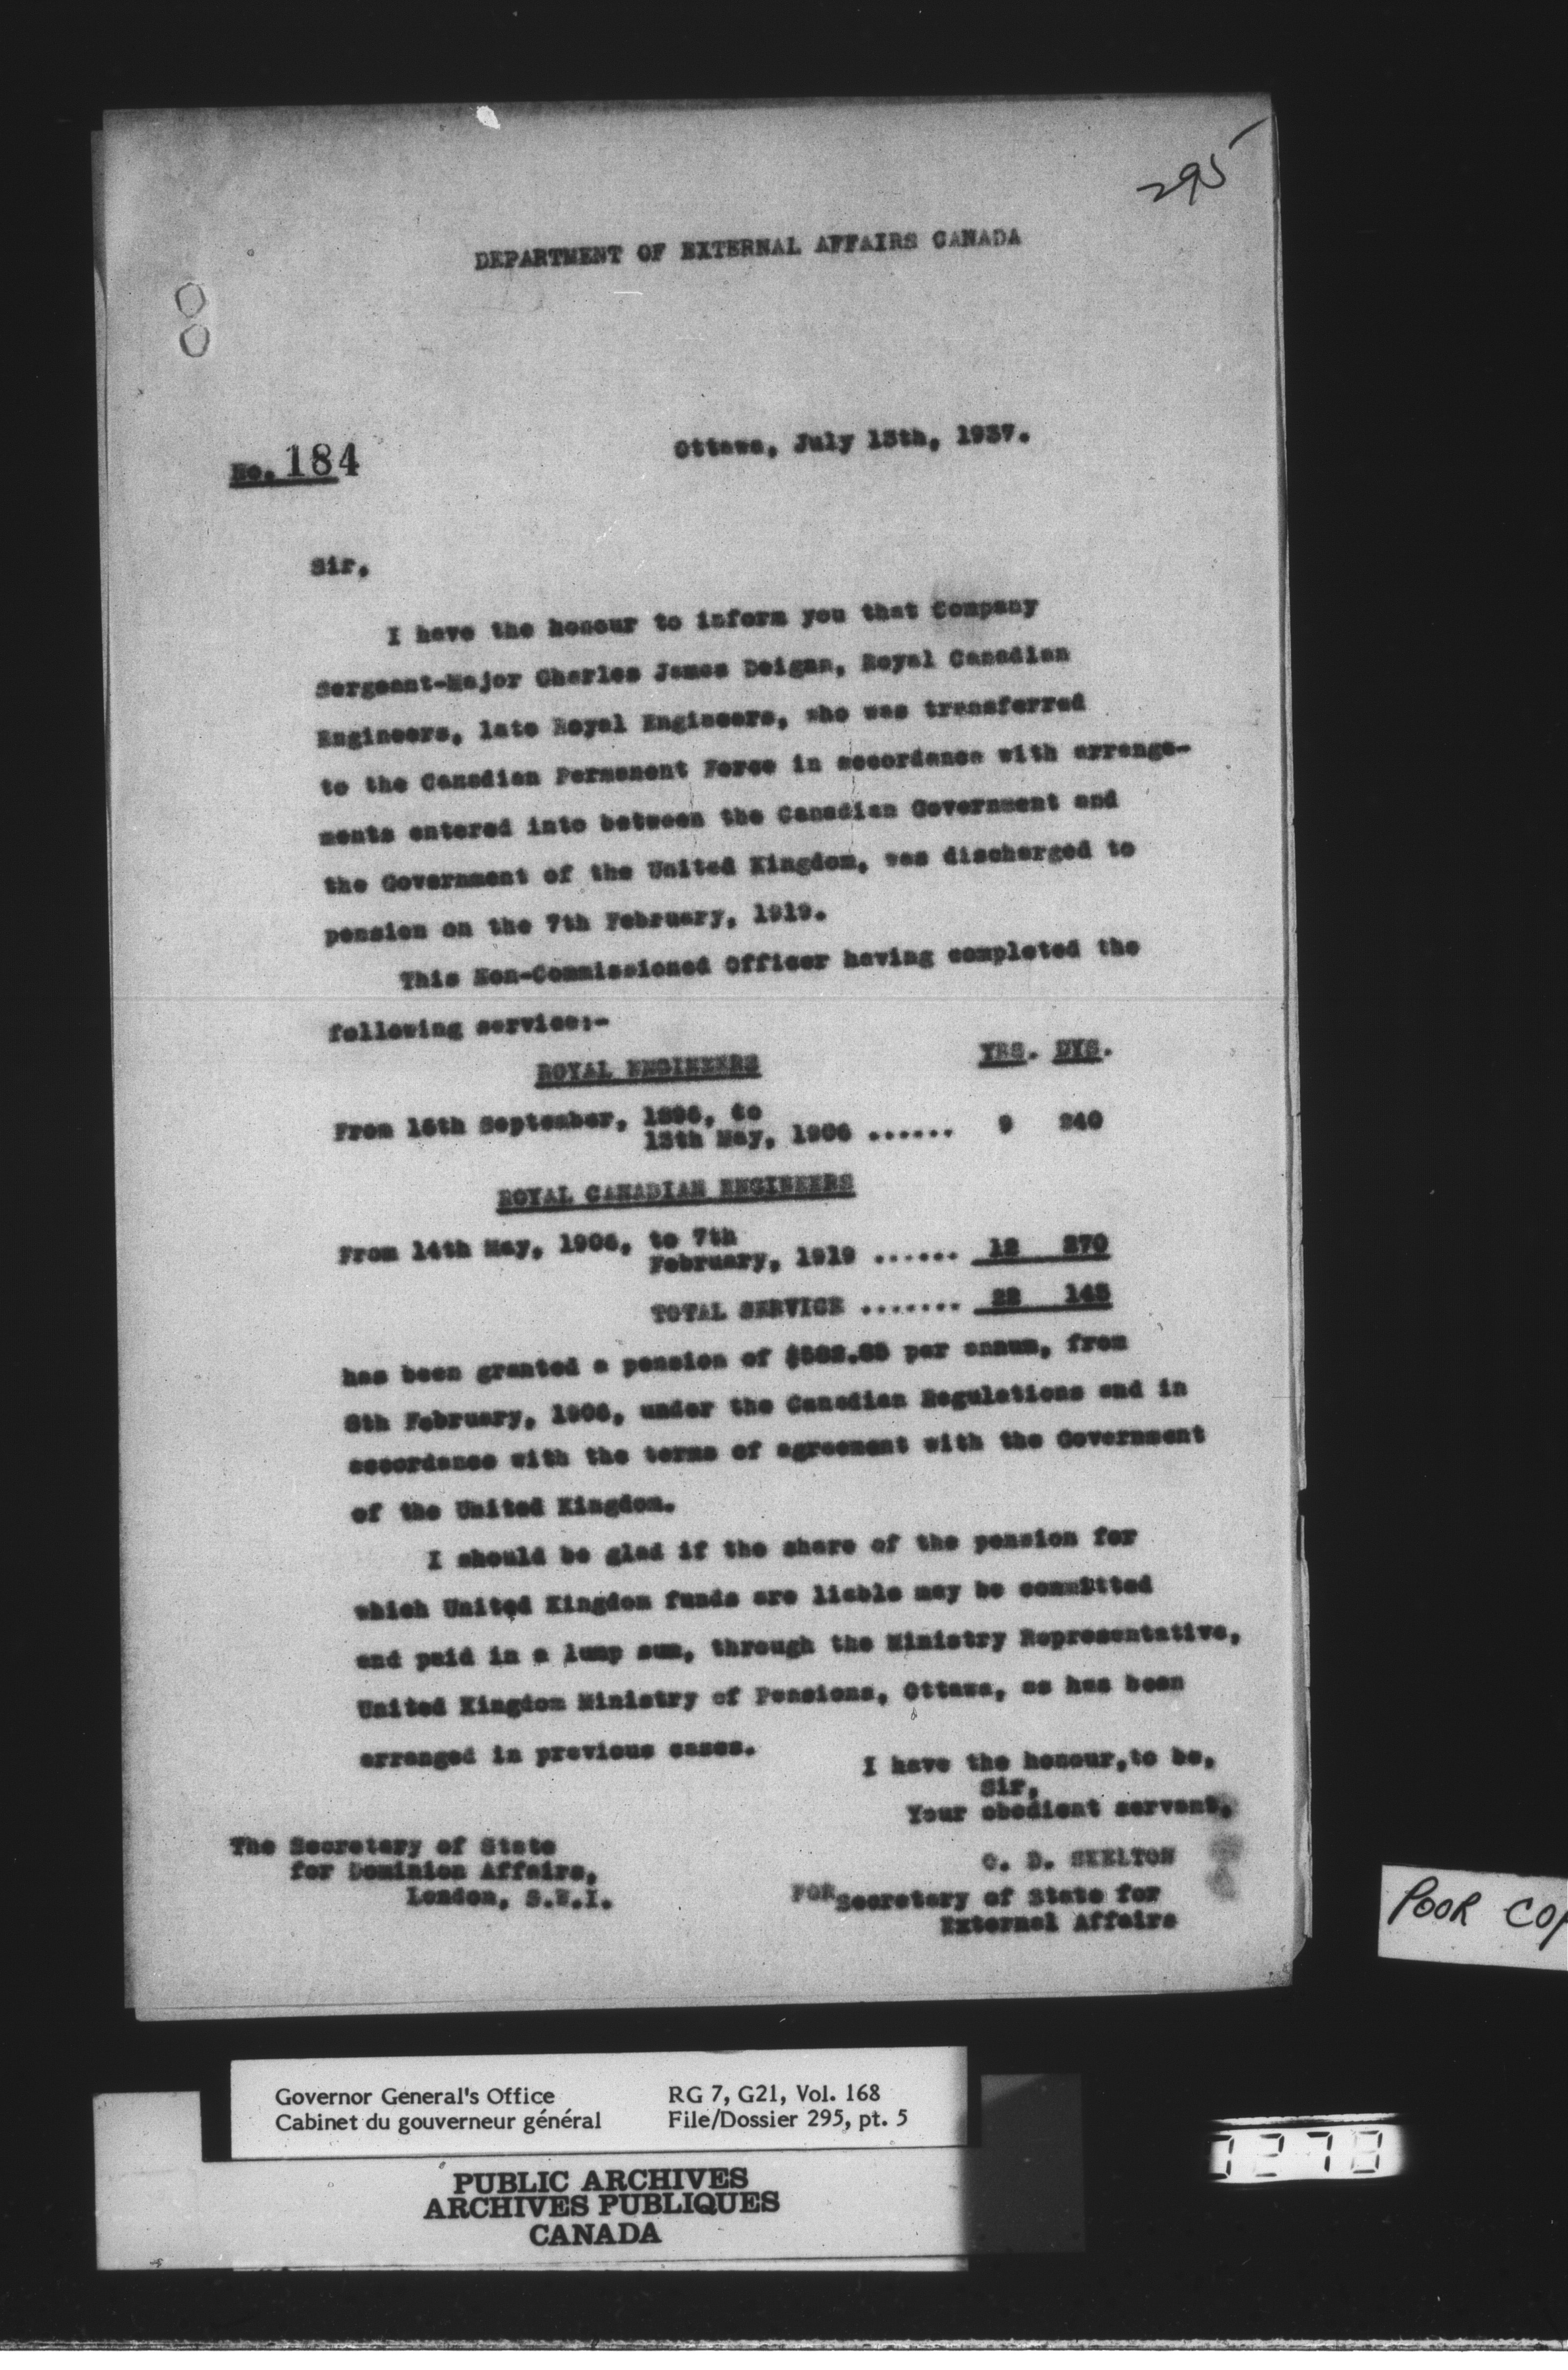 295
DEPARTMENT OF EXTERNAL AFFAIRS CANADA
No. 184
Ottawa, July 13th, 1937.
Sir,
I have the honour to inform you that Company
Sergeant-Major Charles James Deigan, Royal Canadian
Engineers, late Royal Engineers, who was transferred
to the Canadian Permanent Force in accordance with arrange-
ments entered into between the Canadian Government and
the Government of the United Kingdom, was discharged to
pension on the 7th February, 1919.
This Non-Commissioned Officer having completed the
following service:-
YRS. DYS.
ROYAL ENGINEERS
From 16th September, 1896, to
13th May, 1906 ...... 9 240
ROYAL CANADIAN ENGINEERS
From 14th May, 1906, to 7th
February, 1919 ...... 12 270
TOTAL SERVICE ....... 22 145
has been granted a pension of per annum, from
8th February, 1906, under the Canadian Regulations and in
accordance with the terms of agreement with the Government
of the United Kingdom.
I should be glad if the share of the pension for
which United Kingdom funds are liable may be committed
and paid in a lump sum, through the Ministry Representative,
United Kingdom Ministry of Pensions, Ottawa, as has been
arranged in previous cases.
I have the honour, to be,
Sir,
Your obedient servant,
The Secretary of State
for Dominion Affairs,
London, S.W.I.
O. D. SKELTON
FOR Secretary of State for
External Affairs
POOR COP
Governor General's Office RG 7, G21, Vol. 168
Cabinet du gouverneur général File/Dossier 295, pt. 5
PUBLIC ARCHIVES
ARCHIVES PUBLIQUES
CANADA
278